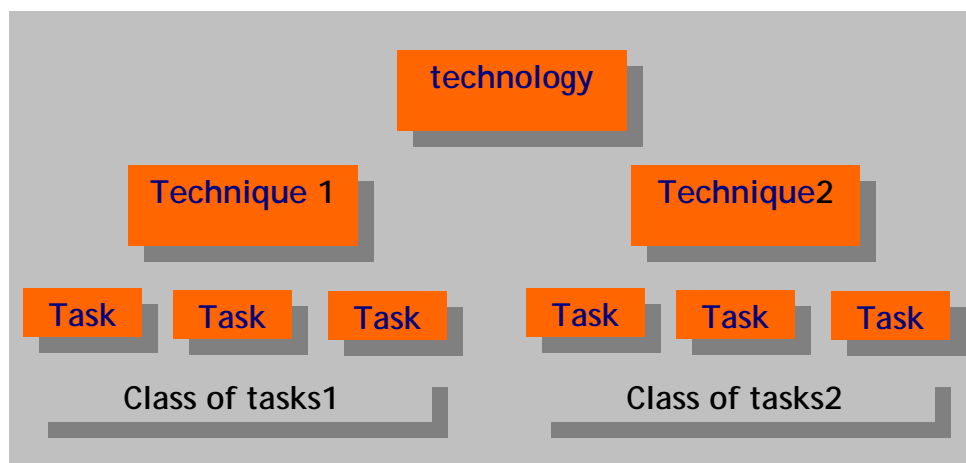 technology
Technique 1
Technique2
Task Task Task Task Task Task
Class of tasks1
Class of tasks2